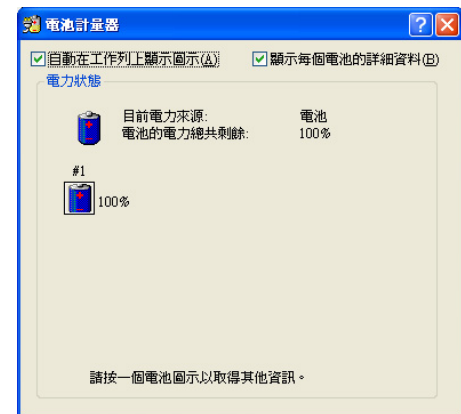 電池計量器
自動在工作列上顯示圖示(A) 顯示每個電池的詳細資料(B)
電力狀態
目前電力來源: 電池
電池的電力總共剩餘: 100%
#1
100%
請按一個電池圖示以取得其他資訊。